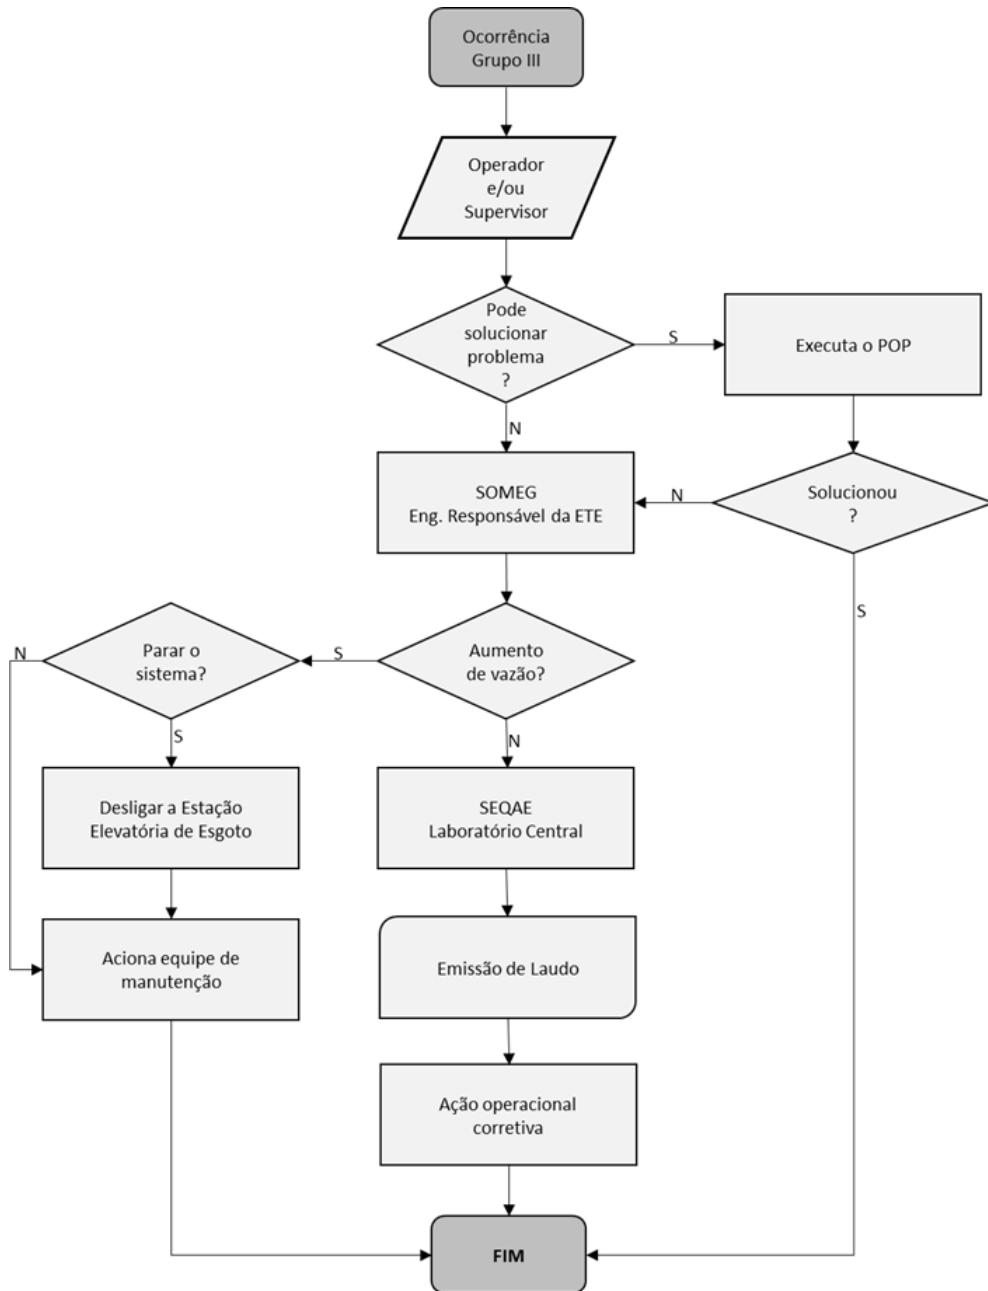 Ocorrência
Grupo III
Operador
e/ou
Supervisor
Pode
solucionar
problema
?
S
Executa o POP
N
SOMEG
Eng. Responsável da ETE
N
Solucionou
?
S
N
Parar o
sistema?
S
Aumento
de vazão?
S
N
Desligar a Estação
Elevatória de Esgoto
SEQAE
Laboratório Central
Aciona equipe de
manutenção
Emissão de Laudo
Ação operacional
corretiva
FIM